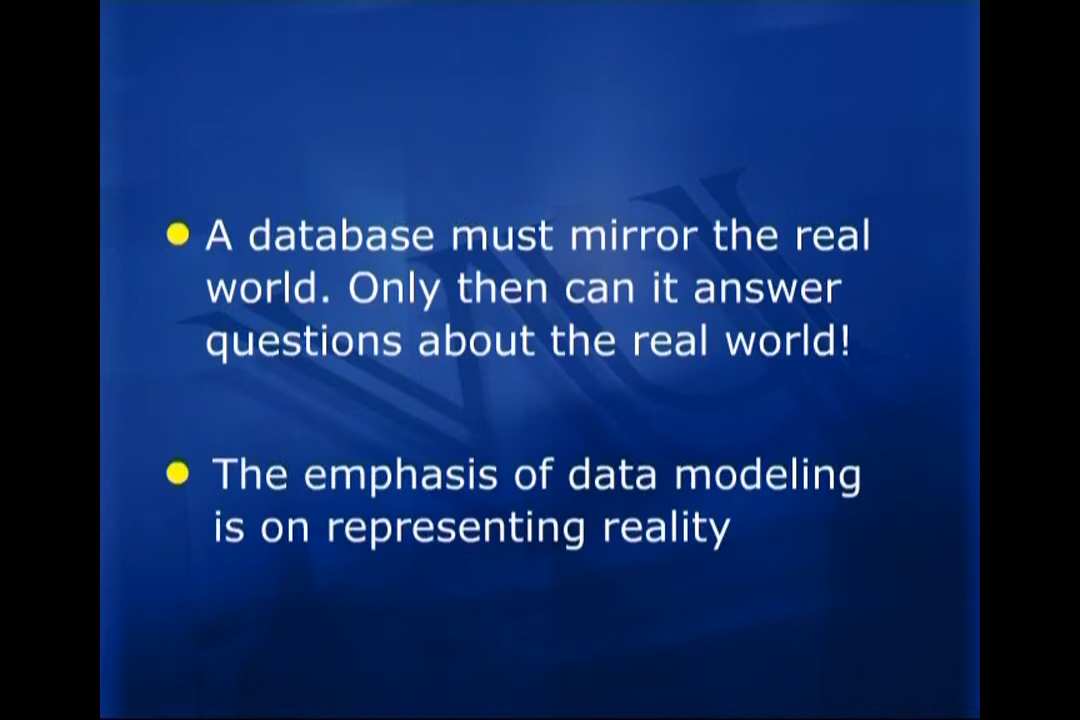 A database must mirror the real
world. Only then can it answer
questions about the real world!
The emphasis of data modeling
is on representing reality
VU